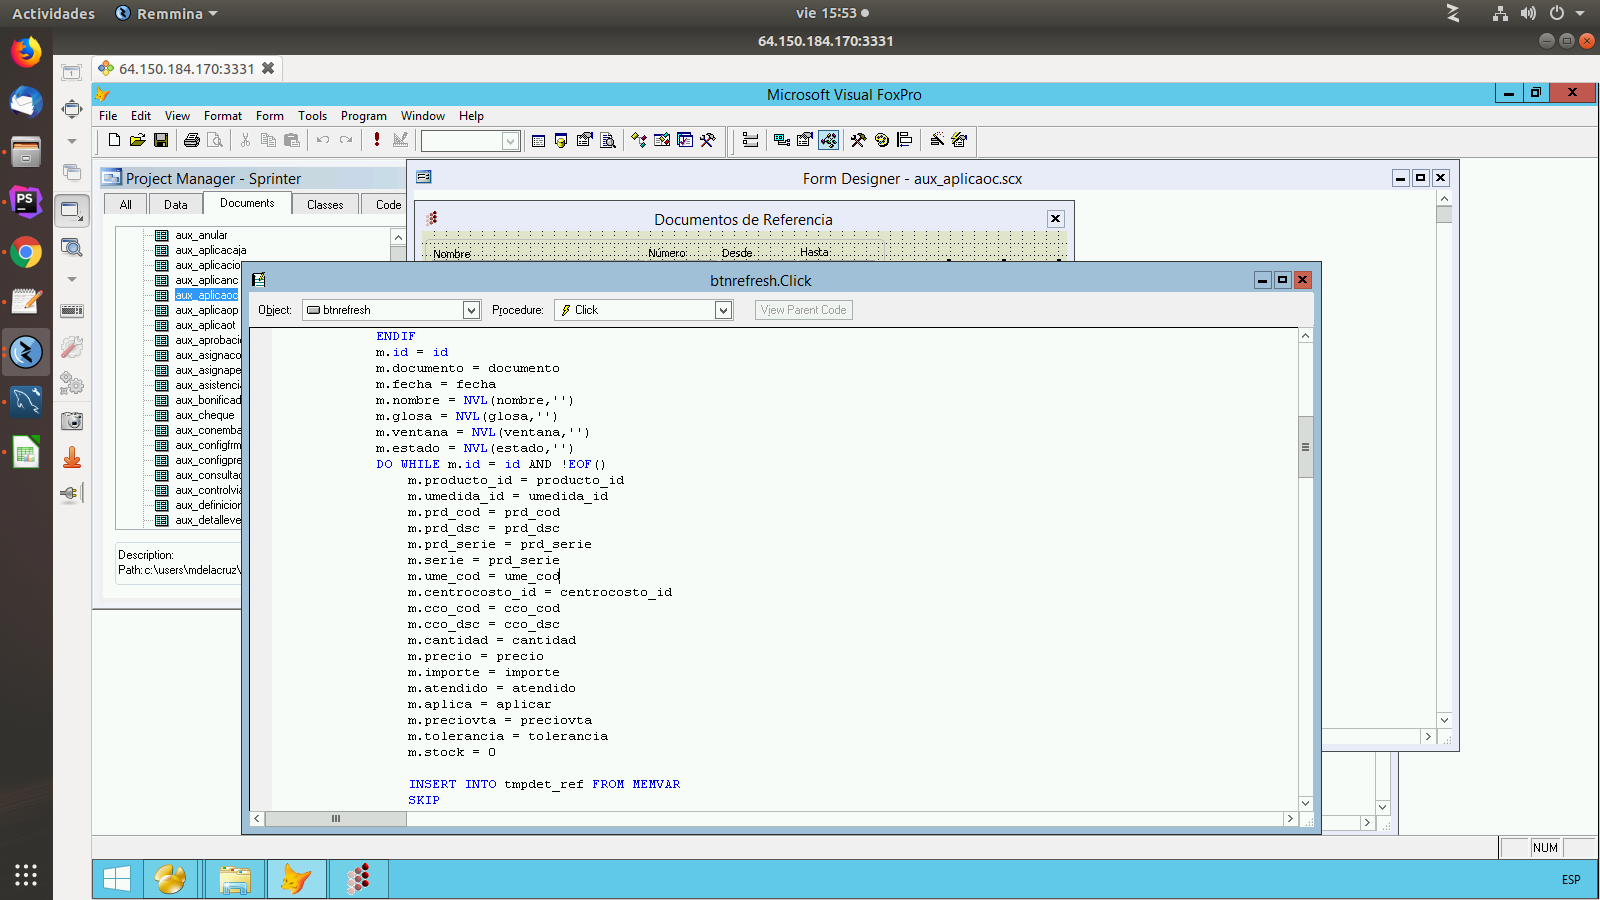 Actividades
Remmina
vie 15:53
64.150.184.170:3331
64.150.184.170:3331
Microsoft Visual FoxPro
File Edit View Format Form Tools Program Window Help
Project Manager - Sprinter
All Data Documents Classes Code
aux_anular
aux_aplicacaja
aux_aplicacio
aux_aplicanc
aux_aplicaoc
aux_aplicaop
aux_aplicaot
aux_aprobaci
aux_asignaco
aux_asignape
aux_asistenci
aux_bonificad
aux_cheque
aux_conemba
aux_configfrm
aux_configpre
aux_consultac
aux_controlvia
aux_definicion
aux_detalleve
Description:
Path: c:\users\mdelacruz\
Form Designer - aux_aplicaoc.scx
Documentos de Referencia
Nombre Número Desde Hasta
btnrefresh.Click
Object: btnrefresh Procedure: Click View Parent Code
ENDIF
m.id = id
m.documento = documento
m.fecha = fecha
m.nombre = NVL(nombre,'')
m.glosa = NVL(glosa,'')
m.ventana = NVL(ventana,'')
m.estado = NVL(estado,'')
DO WHILE m.id = id AND !EOF()
m.producto_id = producto_id
m.umedida_id = umedida_id
m.prd_cod = prd_cod
m.prd_dsc = prd_dsc
m.prd_serie = prd_serie
m.serie = prd_serie
m.ume_cod = ume_cod
m.centrocosto_id = centrocosto_id
m.cco_cod = cco_cod
m.cco_dsc = cco_dsc
m.cantidad = cantidad
m.precio = precio
m.importe = importe
m.atendido = atendido
m.aplica = aplicar
m.preciovta = preciovta
m.tolerancia = tolerancia
m.stock = 0
INSERT INTO tmpdet_ref FROM MEMVAR
SKIP
NUM
ESP